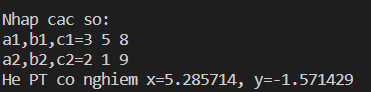 Nhap cac so:
a1,b1,c1=3 5 8
a2,b2,c2=2 1 9
He PT co nghiem x=5.285714, y=-1.571429